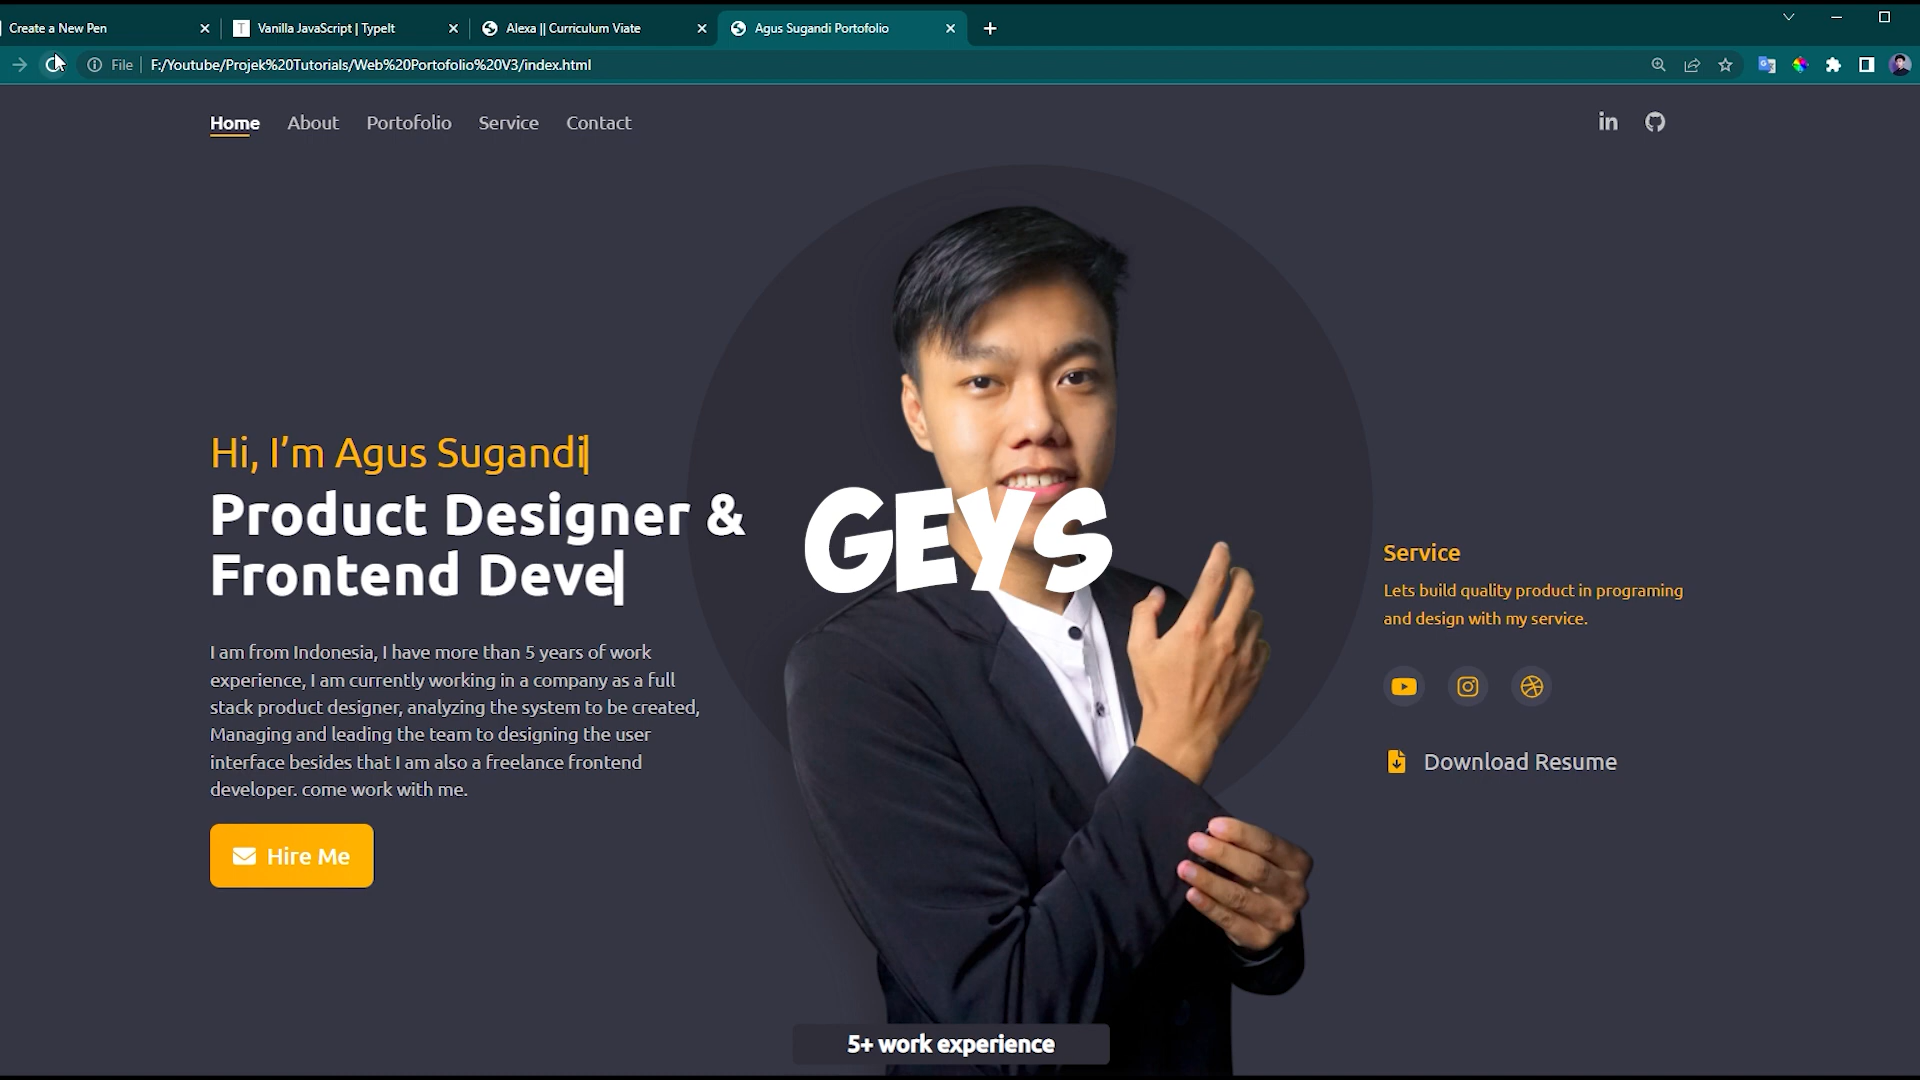 Create a New Pen
Vanilla JavaScript | TypeIt
Alexa || Curriculum Viate
Agus Sugandi Portofolio
File
F:/Youtube/Projek%20Tutorials/Web%20Portofolio%20V3/index.html
Home
About
Portofolio
Service
Contact
Hi, I’m Agus Sugandi
Product Designer &
Frontend Deve
I am from Indonesia, I have more than 5 years of work
experience, I am currently working in a company as a full
stack product designer, analyzing the system to be created,
Managing and leading the team to designing the user
interface besides that I am also a freelance frontend
developer. come work with me.
Hire Me
GEYS
Service
Lets build quality product in programing
and design with my service.
Download Resume
5+ work experience